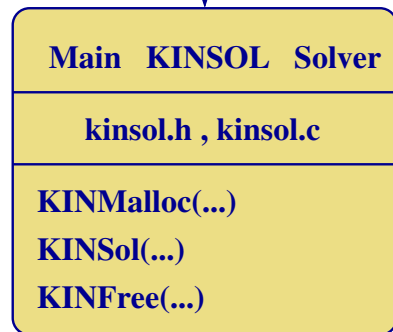 Main KINSOL Solver
kinsol.h , kinsol.c
KINMalloc(...)
KINSol(...)
KINFree(...)